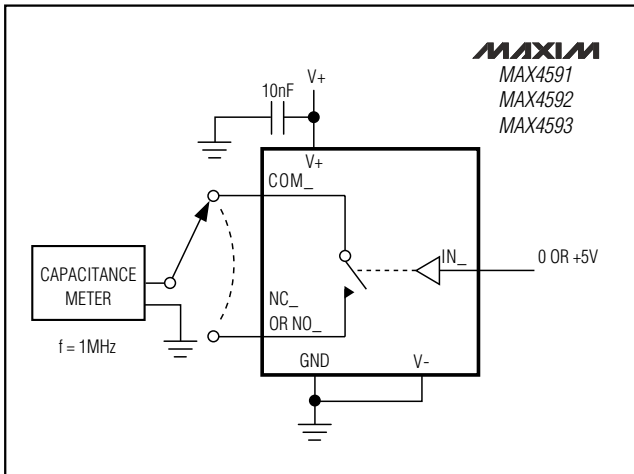 MAXIM
MAX4591
MAX4592
MAX4593
V+
10nF
V+
COM_
IN_
0 OR +5V
CAPACITANCE
METER
f = 1MHz
NC_
OR NO_
GND
V-